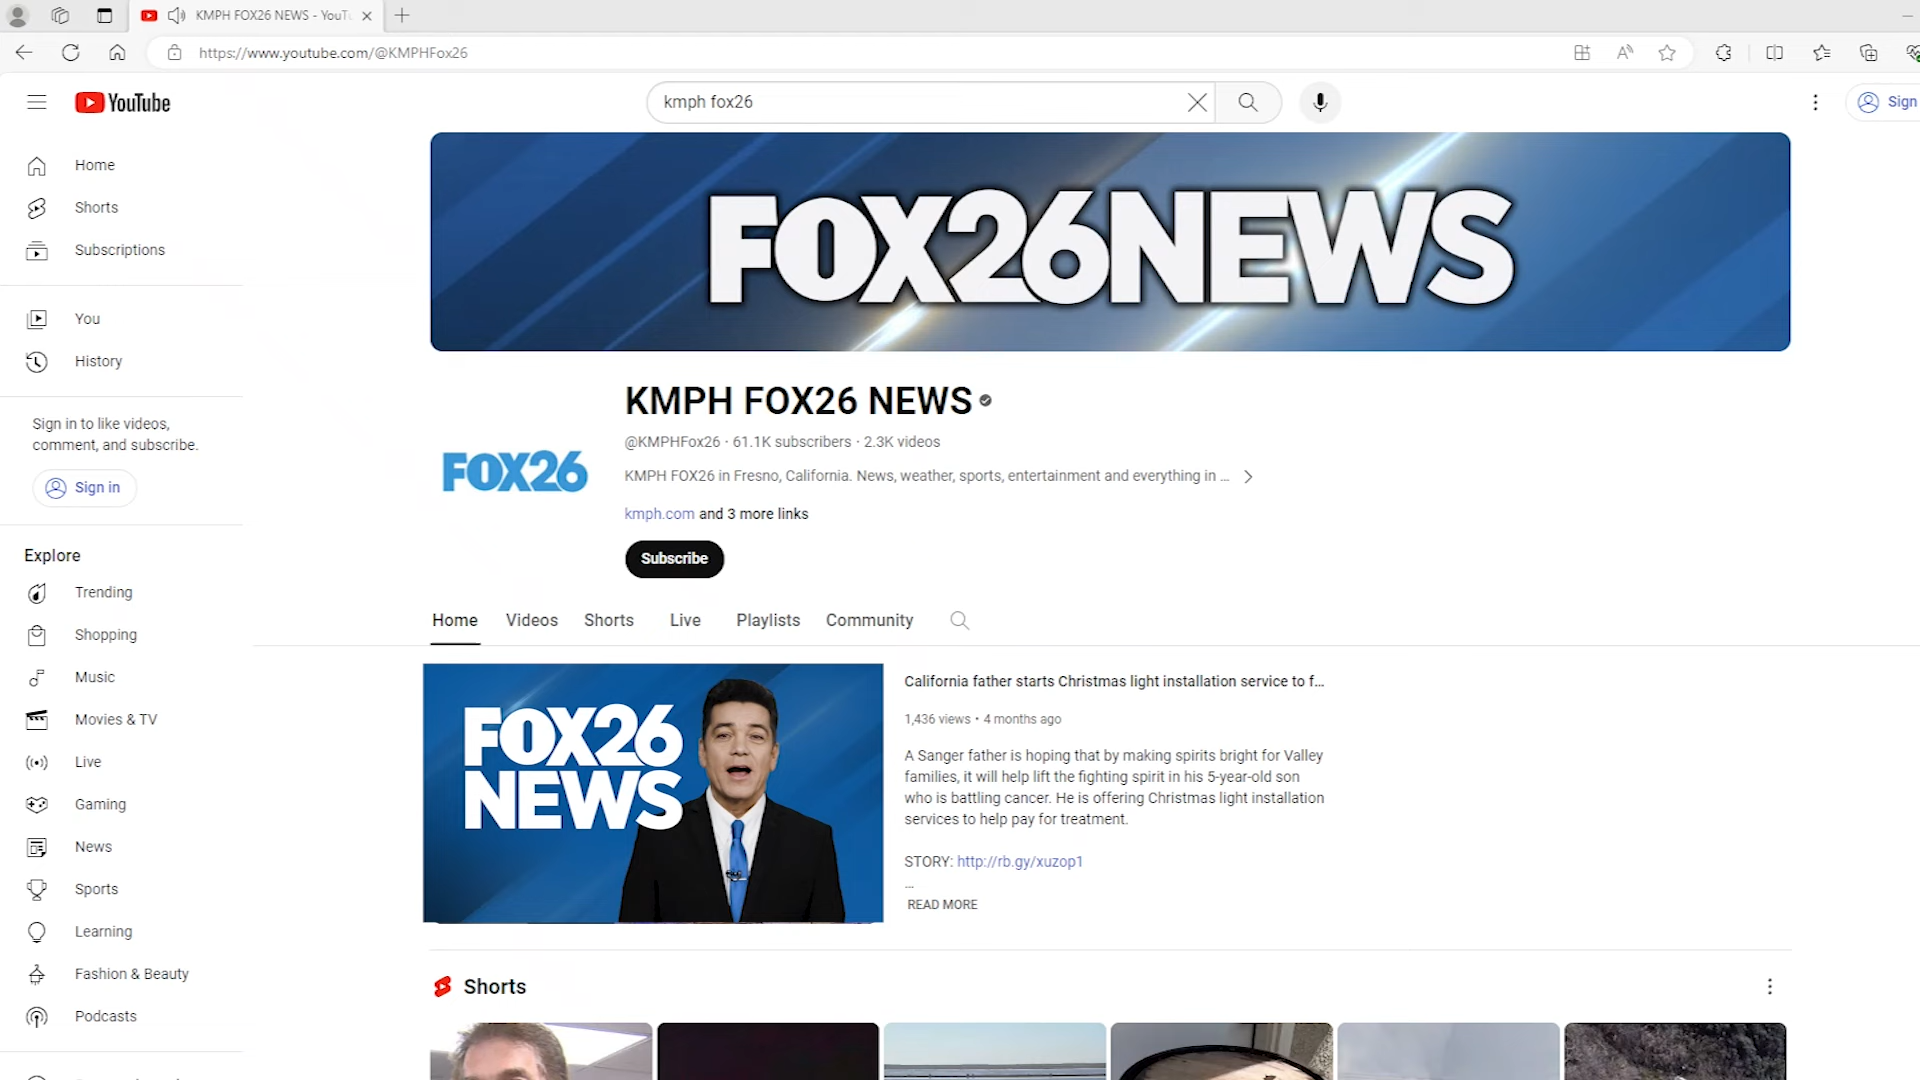 KMPH FOX26 NEWS - YouTu
https://www.youtube.com/@KMPHFox26
YouTube
kmph fox26
Sign
Home
Shorts
Subscriptions
You
History
Sign in to like videos,
comment, and subscribe.
Sign in
Explore
Trending
Shopping
Music
Movies & TV
Live
Gaming
News
Sports
Learning
Fashion & Beauty
Podcasts
FOX26NEWS
FOX26
KMPH FOX26 NEWS
@KMPHFox26 · 61.1K subscribers · 2.3K videos
KMPH FOX26 in Fresno, California. News, weather, sports, entertainment and everything in ...
kmph.com and 3 more links
Subscribe
Home Videos Shorts Live Playlists Community
FOX26
NEWS
California father starts Christmas light installation service to f...
1,436 views • 4 months ago
A Sanger father is hoping that by making spirits bright for Valley
families, it will help lift the fighting spirit in his 5-year-old son
who is battling cancer. He is offering Christmas light installation
services to help pay for treatment.
STORY: http://rb.gy/xuzop1
...
READ MORE
Shorts